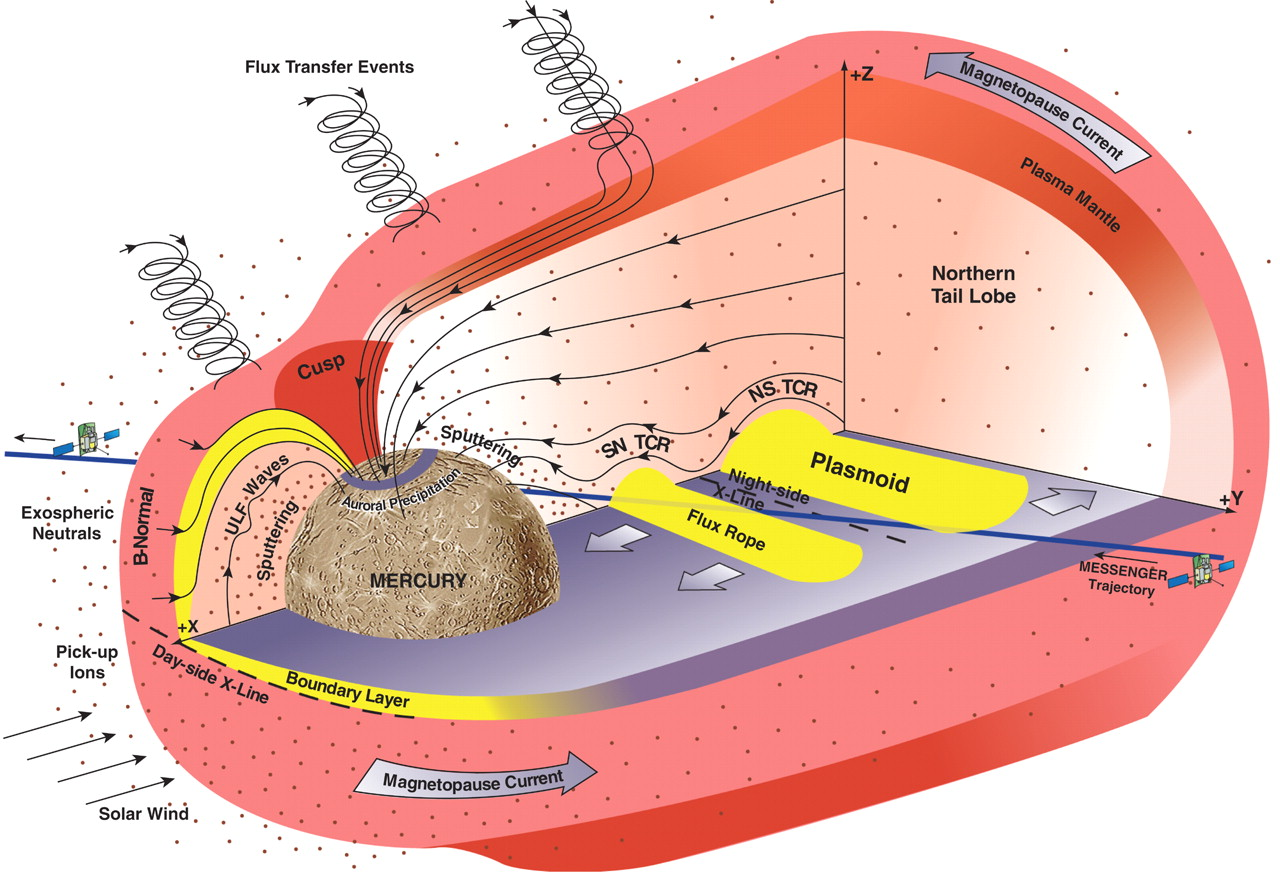 Flux Transfer Events
+Z
Magnetopause Current
Plasma Mantle
Northern
Tail Lobe
Cusp
NS TCR
SN TCR
Sputtering
Plasmoid
Night-side
X-Line
Flux Rope
+Y
MESSENGER
Trajectory
Auroral Precipitation
ULF Waves
Sputtering
B-Normal
Exospheric
Neutrals
MERCURY
+X
Day-side X-Line
Boundary Layer
Pick-up
Ions
Magnetopause Current
Solar Wind